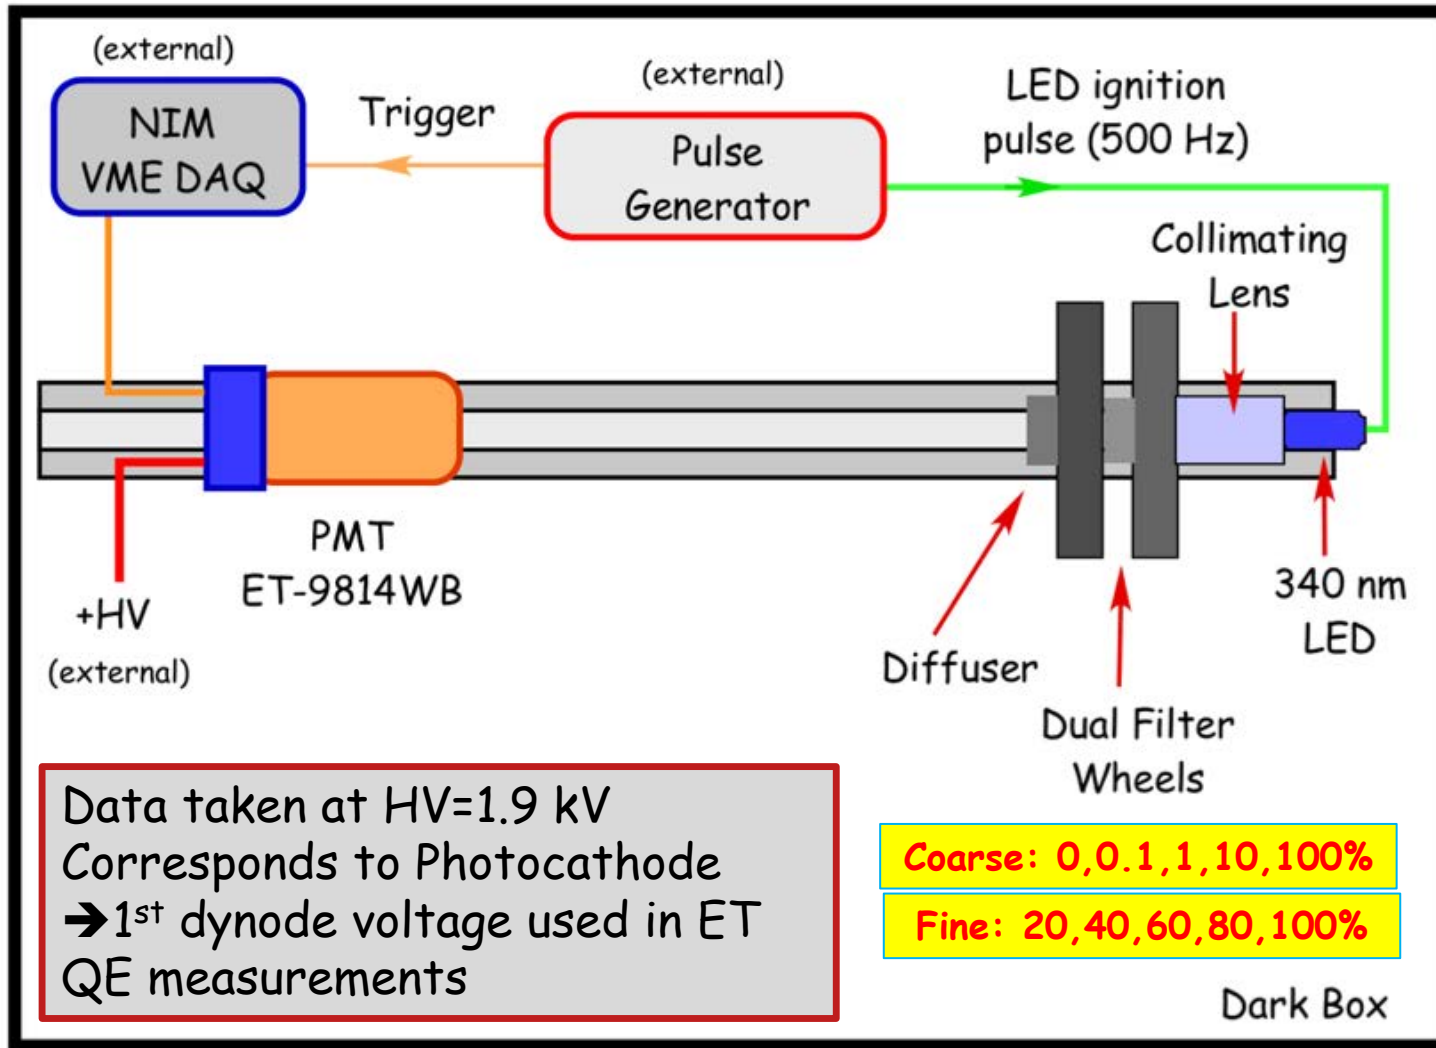 (external)
NIM
VME DAQ
Trigger
(external)
Pulse
Generator
LED ignition
pulse (500 Hz)
Collimating
Lens
PMT
ET-9814WB
+HV
(external)
Diffuser
Dual Filter
Wheels
340 nm
LED
Data taken at HV=1.9 kV
Corresponds to Photocathode
➔1st dynode voltage used in ET
QE measurements
Coarse: 0,0.1,1,10,100%
Fine: 20,40,60,80,100%
Dark Box